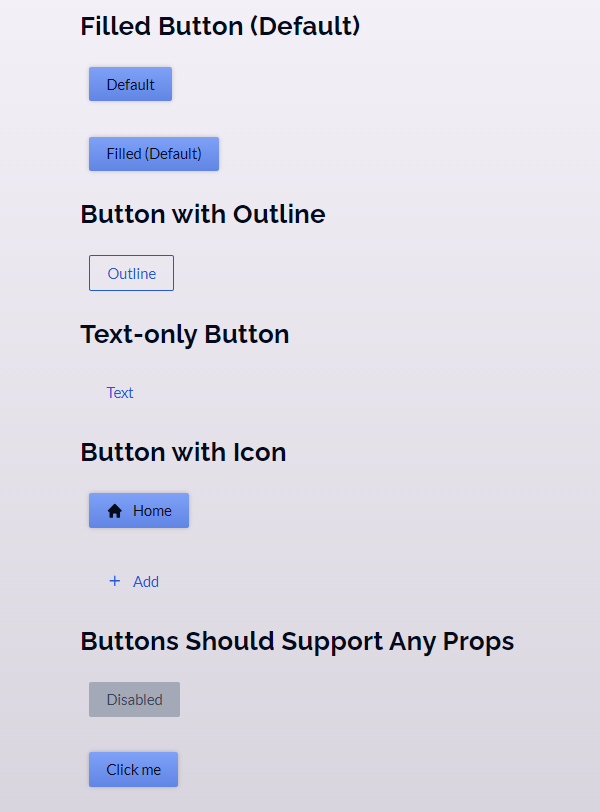 Filled Button (Default)
Default
Filled (Default)
Button with Outline
Outline
Text-only Button
Text
Button with Icon
Home
+ Add
Buttons Should Support Any Props
Disabled
Click me